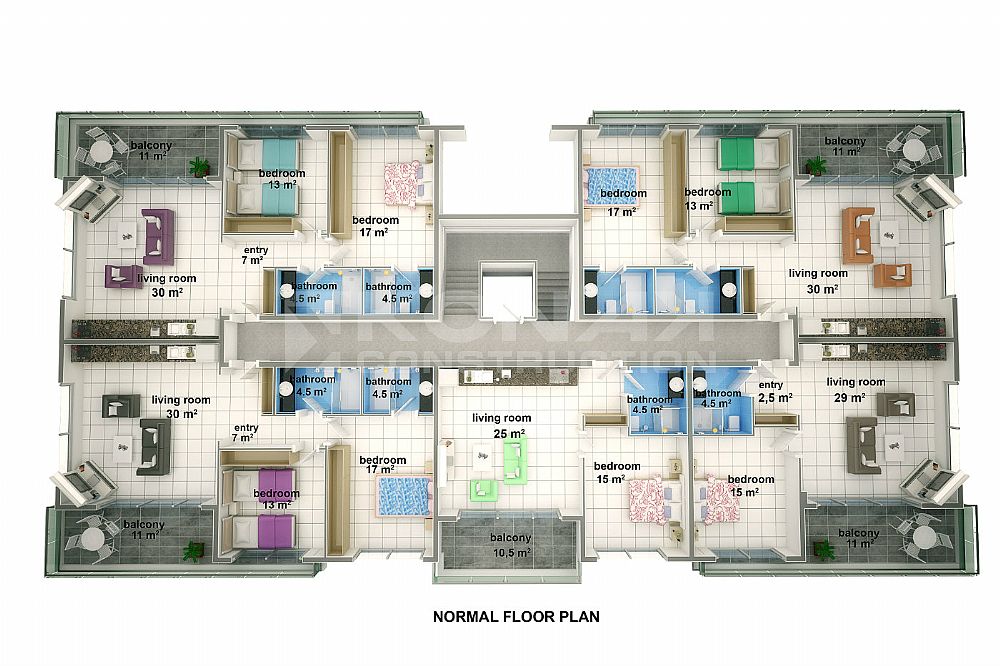 balcony
11 m²
bedroom
13 m²
bedroom
17 m²
entry
7 m²
living room
30 m²
bathroom
4.5 m²
bathroom
4.5 m²
bedroom
17 m²
bedroom
13 m²
balcony
11 m²
living room
30 m²
KONAK
CONSTRUCTION
living room
30 m²
bathroom
4.5 m²
bathroom
4.5 m²
entry
7 m²
bedroom
13 m²
bedroom
17 m²
balcony
11 m²
living room
25 m²
bathroom
4.5 m²
bedroom
15 m²
balcony
10,5 m²
bathroom
4.5 m²
entry
2,5 m²
living room
29 m²
bedroom
15 m²
balcony
11 m²
NORMAL FLOOR PLAN